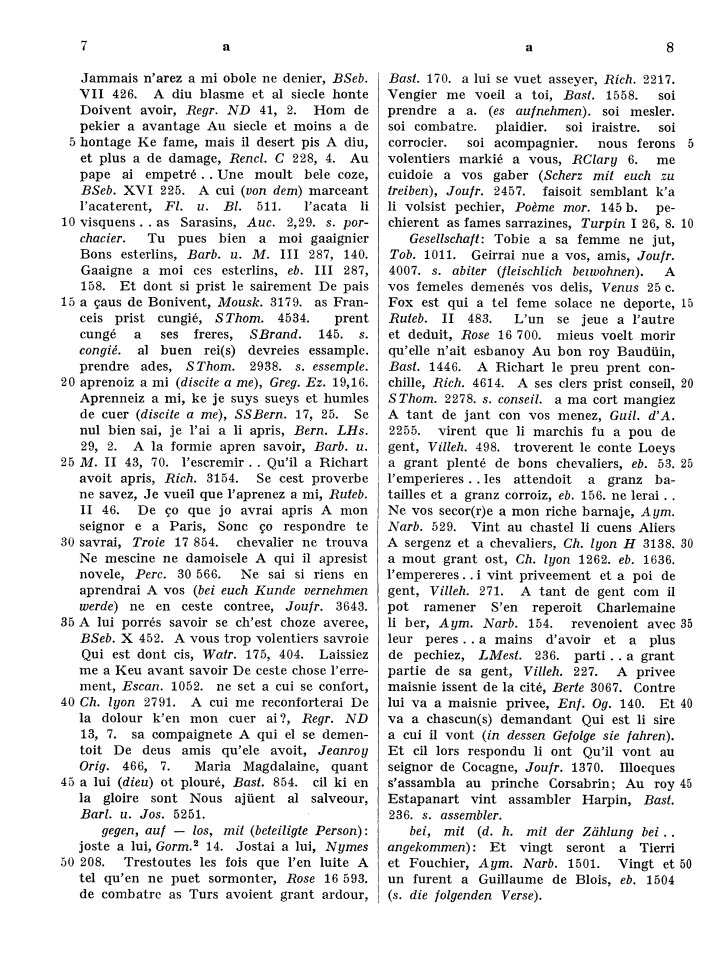 7 a
Jammais n'arez a mi obole ne denier, BSeb.
VII 426. A diu blasme et al siecle honte
Doivent avoir, Regr. ND 41, 2. Hom de
pekier a avantage Au siecle et moins a de
5 hontage Ke fame, mais il desert pis A diu,
et plus a de damage, Rencl. C 228, 4. Au
pape ai empetré . . Une moult bele coze,
BSeb. XVI 225. A cui (von dem) marceant
l'acaterent, Fl. u. Bl. 511. l'acata li
10 visquens . . as Sarasins, Auc. 2,29. s. por-
chacier. Tu pues bien a moi gaaignier
Bons esterlins, Barb. u. M. III 287, 140.
Gaaigne a moi ces esterlins, eb. III 287,
158. Et dont si prist le sairement De pais
15 a çaus de Bonivent, Mousk. 3179. as Fran-
ceis prist cungié, SThom. 4534. prent
cungé a ses freres, SBrand. 145. s.
congié. al buen rei(s) devreies essample.
prendre ades, SThom. 2938. s. essemple.
20 aprenoiz a mi (discite a me), Greg. Ez. 19,16.
Aprenneiz a mi, ke je suys sueys et humles
de cuer (discite a me), SSBern. 17, 25. Se
nul bien sai, je l'ai a li apris, Bern. LHs.
29, 2. A la formie apren savoir, Barb. u.
25 M. II 43, 70. l'escremir . . Qu'il a Richart
avoit apris, Rich. 3154. Se cest proverbe
ne savez, Je vueil que l'aprenez a mi, Ruteb.
II 46. De ço que jo avrai apris A mon
seignor e a Paris, Sonc ço respondre te
30 savrai, Troie 17 854. chevalier ne trouva
Ne mescine ne damoisele A qui il apresist
novele, Perc. 30 566. Ne sai si riens en
aprendrai A vos (bei euch Kunde vernehmen
werde) ne en ceste contree, Joufr. 3643.
35 A lui porrés savoir se ch'est choze averee,
BSeb. X 452. A vous trop volentiers savroie
Qui est dont cis, Watr. 175, 404. Laissiez
me a Keu avant savoir De ceste chose l'erre-
ment, Escan. 1052. ne set a cui se confort,
40 Ch. lyon 2791. A cui me reconforterai De
la dolour k'en mon cuer ai?, Regr. ND
13, 7. sa compaignete A qui el se demen-
toit De deus amis qu'ele avoit, Jeanroy
Orig. 466, 7. Maria Magdalaine, quant
45 a lui (dieu) ot plouré, Bast. 854. cil ki en
la gloire sont Nous ajüent al salveour,
Barl. u. Jos. 5251.
gegen, auf — los, mit (beteiligte Person):
joste a lui, Gorm.² 14. Jostai a lui, Nymes
50 208. Trestoutes les fois que l'en luite A
tel qu'en ne puet sormonter, Rose 16 593.
de combatre as Turs avoient grant ardour,
a 8
Bast. 170. a lui se vuet asseyer, Rich. 2217.
Vengier me voeil a toi, Bast. 1558. soi
prendre a a. (es aufnehmen). soi mesler.
soi combatre. plaidier. soi iraistre. soi
corrocier. soi acompagnier. nous ferons 5
volentiers markié a vous, RClary 6. me
cuidoie a vos gaber (Scherz mit euch zu
treiben), Joufr. 2457. faisoit semblant k'a
li volsist pechier, Poème mor. 145 b. pe-
chierent as fames sarrazines, Turpin I 26, 8. 10
Gesellschaft: Tobie a sa femme ne jut,
Tob. 1011. Geirrai nue a vos, amis, Joufr.
4007. s. abiter (fleischlich beiwohnen). A
vos femeles demenés vos delis, Venus 25 c.
Fox est qui a tel feme solace ne deporte, 15
Ruteb. II 483. L'un se jeue a l'autre
et deduit, Rose 16 700. mieus voelt morir
qu'elle n'ait esbanoy Au bon roy Baudüin,
Bast. 1446. A Richart le preu prent con-
chille, Rich. 4614. A ses clers prist conseil, 20
SThom. 2278. s. conseil. a ma cort mangiez
A tant de jant con vos menez, Guil. d'A.
2255. virent que li marchis fu a pou de
gent, Villeh. 498. troverent le conte Loeys
a grant plenté de bons chevaliers, eb. 53. 25
l'emperieres . . les attendoit a granz ba-
tailles et a granz corroiz, eb. 156. ne lerai . .
Ne vos secor(r)e a mon riche barnaje, Aym.
Narb. 529. Vint au chastel li cuens Aliers
A sergenz et a chevaliers, Ch. lyon H 3138. 30
a mout grant ost, Ch. lyon 1262. eb. 1636.
l'empereres . . i vint priveement et a poi de
gent, Villeh. 271. A tant de gent com il
pot ramener S'en reperoit Charlemaine
li ber, Aym. Narb. 154. revenoient avec 35
leur peres . . a mains d'avoir et a plus
de pechiez, LMest. 236. parti . . a grant
partie de sa gent, Villeh. 227. A privee
maisnie issent de la cité, Berte 3067. Contre
lui va a maisnie privee, Enf. Og. 140. Et 40
va a chascun(s) demandant Qui est li sire
a cui il vont (in dessen Gefolge sie fahren).
Et cil lors respondu li ont Qu'il vont au
seignor de Cocagne, Joufr. 1370. Illoeques
s'assambla au prinche Corsabrin; Au roy 45
Estapanart vint assambler Harpin, Bast.
236. s. assembler.
bei, mit (d. h. mit der Zählung bei . .
angekommen): Et vingt seront a Tierri
et Fouchier, Aym. Narb. 1501. Vingt et 50
un furent a Guillaume de Blois, eb. 1504
(s. die folgenden Verse).